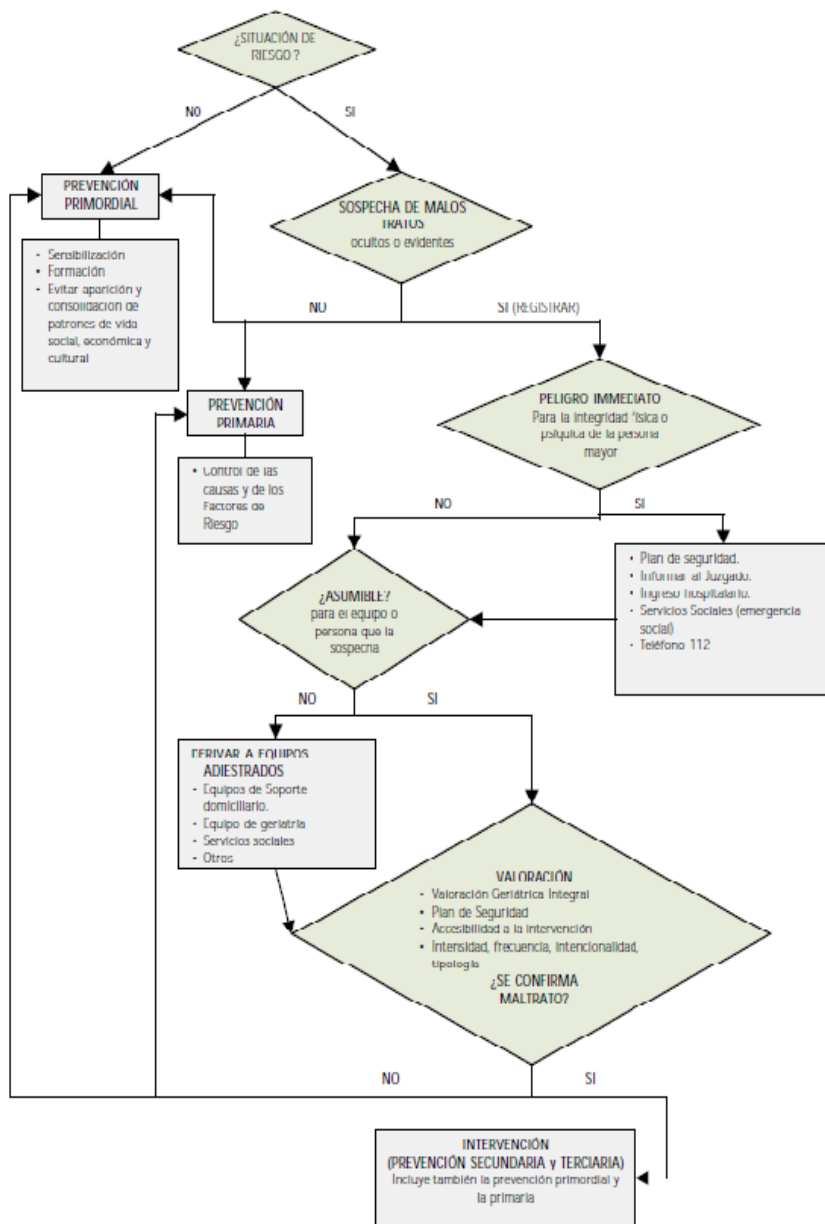 ¿SITUACIÓN DE
RIESGO ?
NO
SI
PREVENCIÓN
PRIMORDIAL
- Sensibilización
• Formación
• Evitar aparición y
consolidación de
patrones de vida
social, económica y
cultural
SOSPECHA DE MALOS
TRATOS
ocultos o evidentes
NO
SI (REGISTRAR)
PREVENCIÓN
PRIMARIA
• Control de las
causas y de los
Factores de
Riesgo
PELIGRO IMMEDIATO
Para la integridad física o
psíquica de la persona
mayor
NO
SI
• Plan de seguridad.
• Informar al Juzgado.
• Ingreso hospitalario.
- Servicios Sociales (emergencia
social)
- Teléfono 112
¿ASUMIBLE?
para el equipo o
persona que la
sospecha
NO
SI
DERIVAR A EQUIPOS
ADIESTRADOS
- Equipos de Soporte
domiciliario.
- Equipo de geriatría
- Servicios sociales
- Otros
VALORACIÓN
- Valoración Geriátrica Integral
• Plan de Seguridad
- Accesibilidad a la intervención
• Intensidad, frecuencia, intencionalidad,
tipología
¿SE CONFIRMA
MALTRATO?
NO
SI
INTERVENCIÓN
(PREVENCIÓN SECUNDARIA y TERCIARIA)
Incluye también la prevención primordial y
la primaria